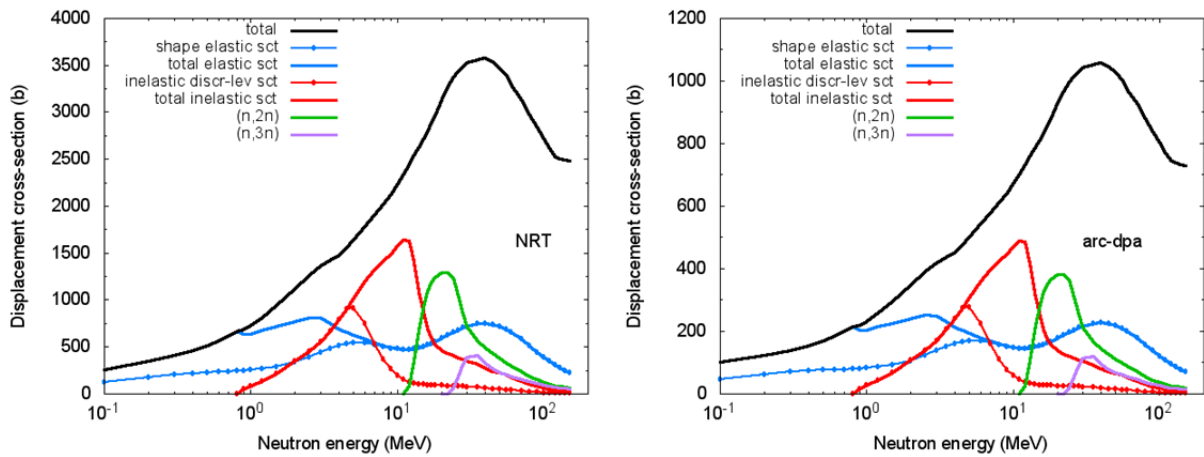 4000
3500
3000
2500
2000
1500
1000
500
0
Displacement cross-section (b)
total
shape elastic sct
total elastic sct
inelastic discr-lev sct
total inelastic sct
(n,2n)
(n,3n)
NRT
10-1
100
101
102
Neutron energy (MeV)
1200
1000
800
600
400
200
0
Displacement cross-section (b)
total
shape elastic sct
total elastic sct
inelastic discr-lev sct
total inelastic sct
(n,2n)
(n,3n)
arc-dpa
10-1
100
101
102
Neutron energy (MeV)